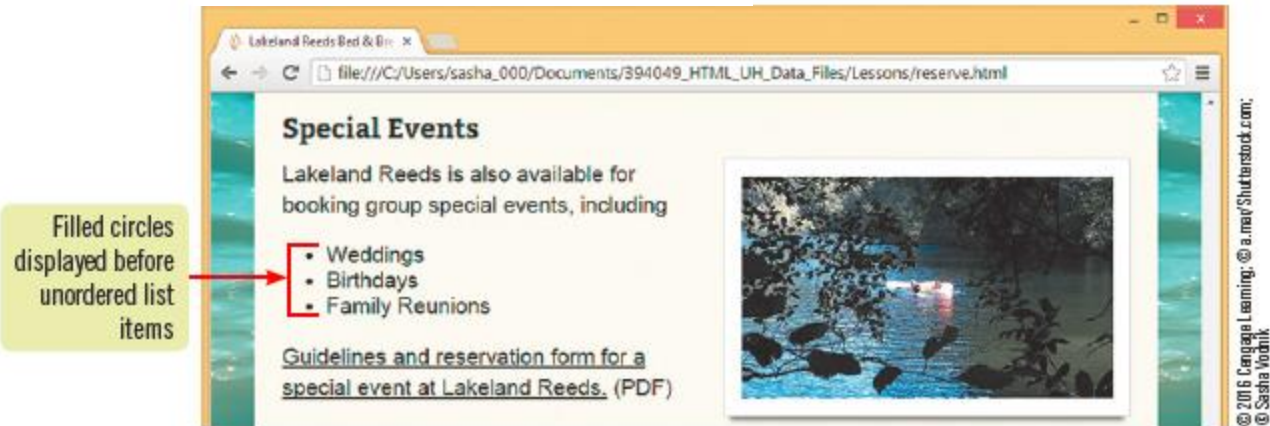 Lakeland Reeds Bed & Bre
file:///C:/Users/sasha_000/Documents/394049_HTML_UH_Data_Files/Lessons/reserve.html
Special Events
Lakeland Reeds is also available for
booking group special events, including
Filled circles
displayed before
unordered list
items
• Weddings
• Birthdays
• Family Reunions
Guidelines and reservation form for a
special event at Lakeland Reeds. (PDF)
© 2016 Cengage Learning; © a.mar/Shutterstock.com;
© Sasha Vodnik